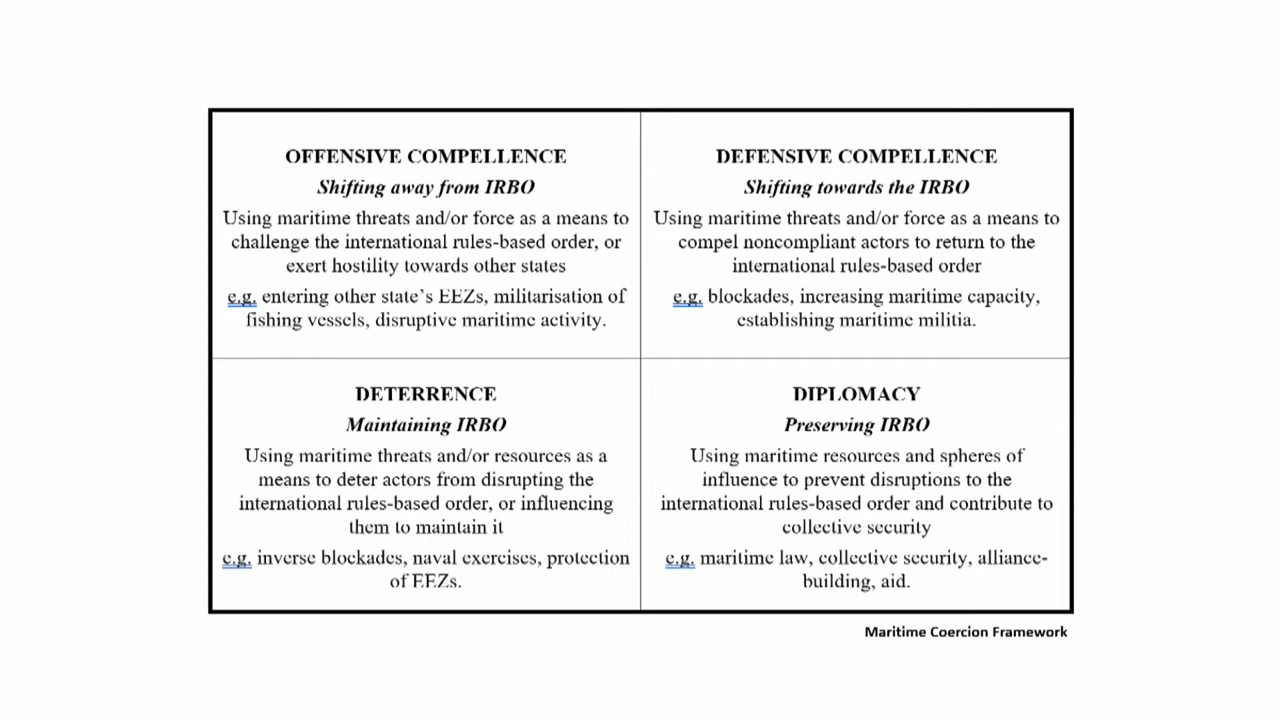 OFFENSIVE COMPELLENCE
Shifting away from IRBO
Using maritime threats and/or force as a means to
challenge the international rules-based order, or
exert hostility towards other states
e.g. entering other state's EEZs, militarisation of
fishing vessels, disruptive maritime activity.
DEFENSIVE COMPELLENCE
Shifting towards the IRBO
Using maritime threats and/or force as a means to
compel noncompliant actors to return to the
international rules-based order
e.g. blockades, increasing maritime capacity,
establishing maritime militia.
DETERRENCE
Maintaining IRBO
Using maritime threats and/or resources as a
means to deter actors from disrupting the
international rules-based order, or influencing
them to maintain it
e.g. inverse blockades, naval exercises, protection
of EEZs.
DIPLOMACY
Preserving IRBO
Using maritime resources and spheres of
influence to prevent disruptions to the
international rules-based order and contribute to
collective security
e.g. maritime law, collective security, alliance-
building, aid.
Maritime Coercion Framework